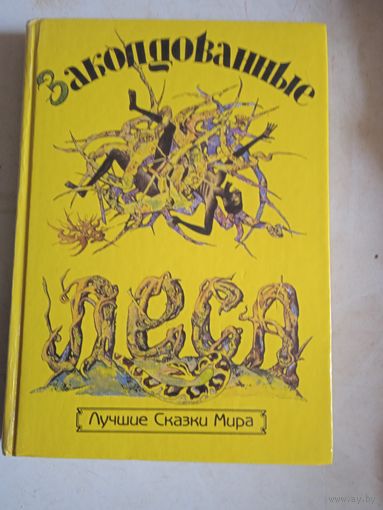 Заколдованные
Леса
Лучшие Сказки Мира
www.ay.by